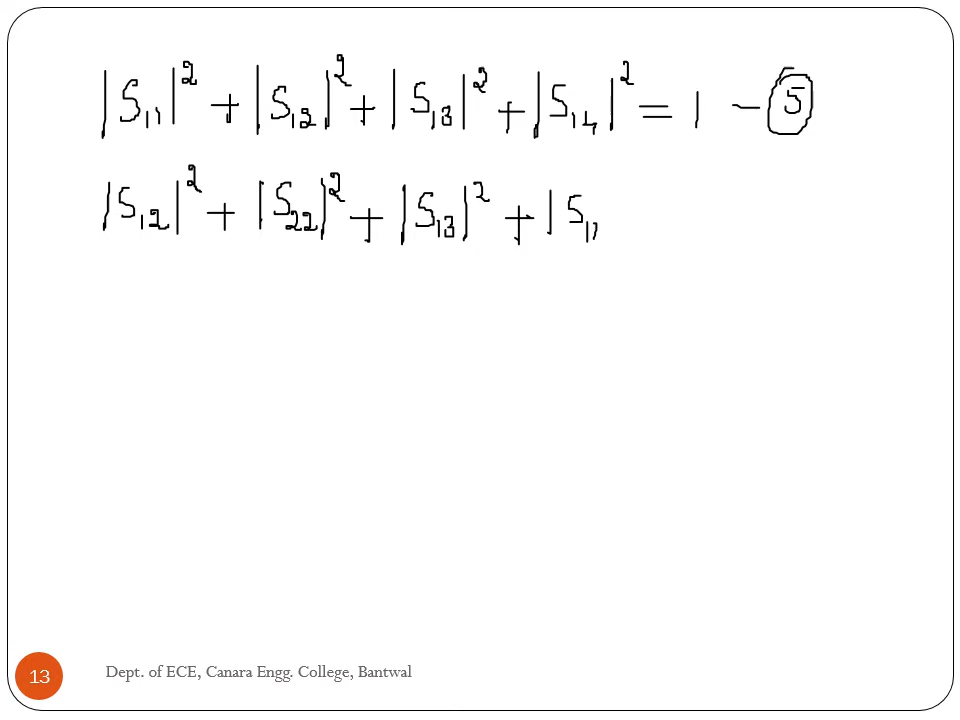 |S₁₁|² + |S₁₂|² + |S₁₃|² + |S₁₄|² = 1 – ⑤
|S₁₂|² + |S₂₂|² + |S₁₃|² + |S₁₁
13
Dept. of ECE, Canara Engg. College, Bantwal